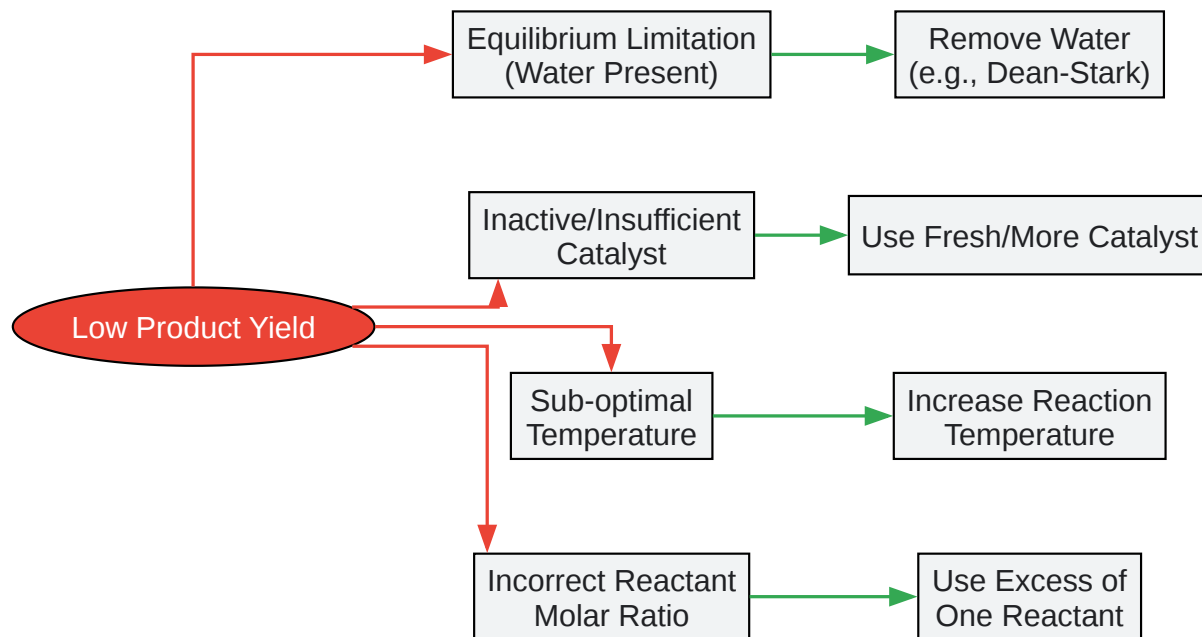 Equilibrium Limitation
(Water Present)
Remove Water
(e.g., Dean-Stark)
Inactive/Insufficient
Catalyst
Use Fresh/More Catalyst
Low Product Yield
Sub-optimal
Temperature
Increase Reaction
Temperature
Incorrect Reactant
Molar Ratio
Use Excess of
One Reactant